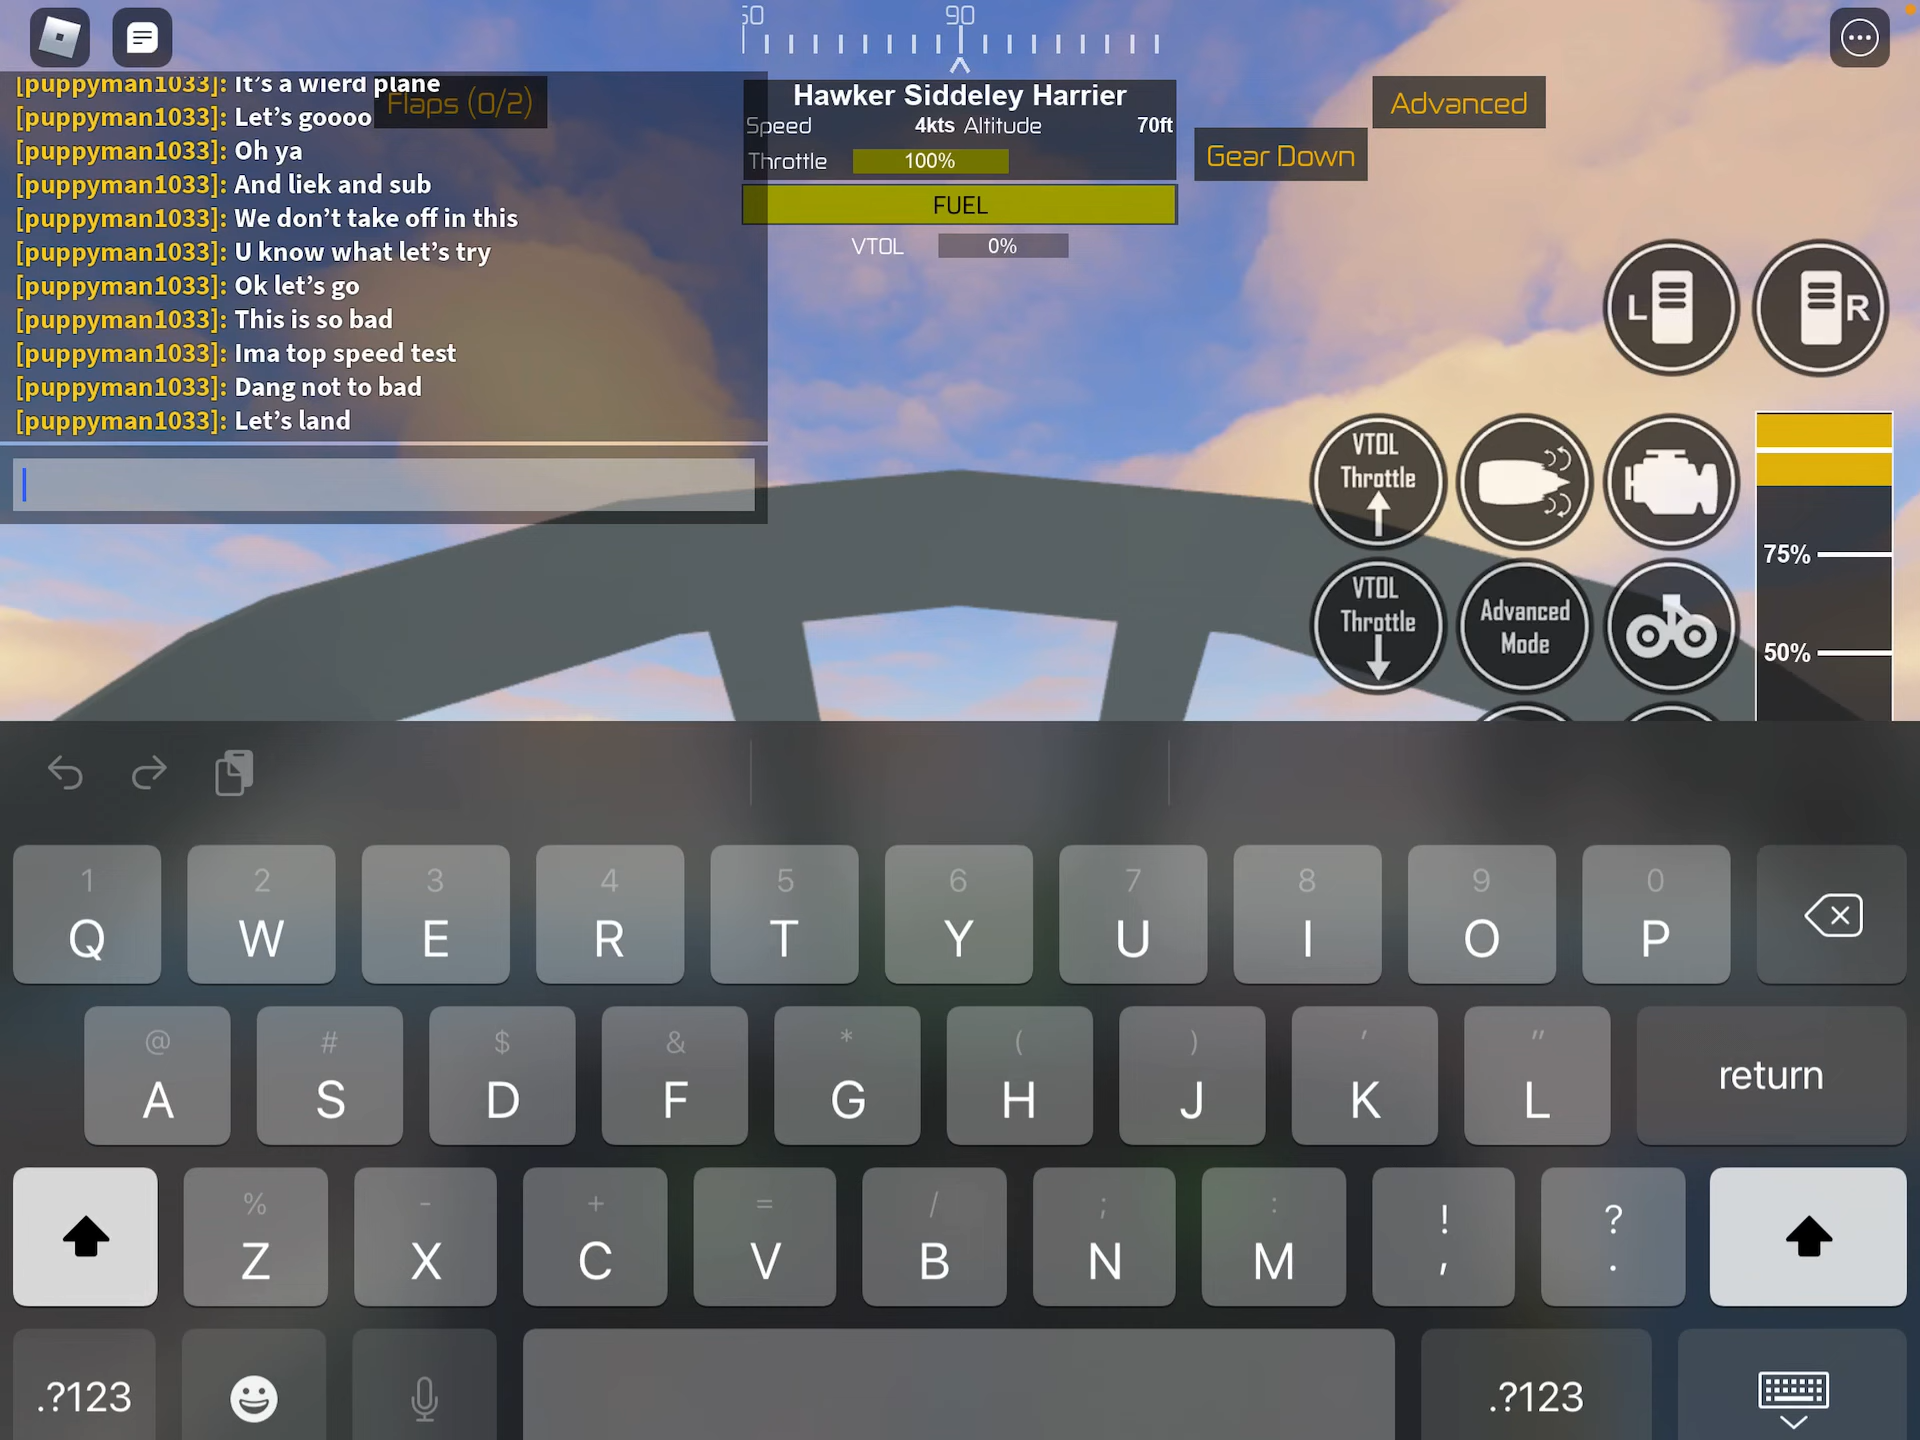 [puppyman1033]: It's a wierd plane
[puppyman1033]: Let's goooo
[puppyman1033]: Oh ya
[puppyman1033]: And liek and sub
[puppyman1033]: We don't take off in this
[puppyman1033]: U know what let's try
[puppyman1033]: Ok let's go
[puppyman1033]: This is so bad
[puppyman1033]: Ima top speed test
[puppyman1033]: Dang not to bad
[puppyman1033]: Let's land
Flaps (0/2)
90
Hawker Siddeley Harrier
Speed 4kts Altitude 70ft
Throttle 100%
FUEL
VTOL 0%
Gear Down
Advanced
L
R
VTOL
Throttle
VTOL
Throttle
Advanced
Mode
75%
50%
1 2 3 4 5 6 7 8 9 0
Q W E R T Y U I O P
@ # $ & * ( ) ' "
A S D F G H J K L return
% - + = / ; : ! ?
Z X C V B N M , .
.?123 .?123